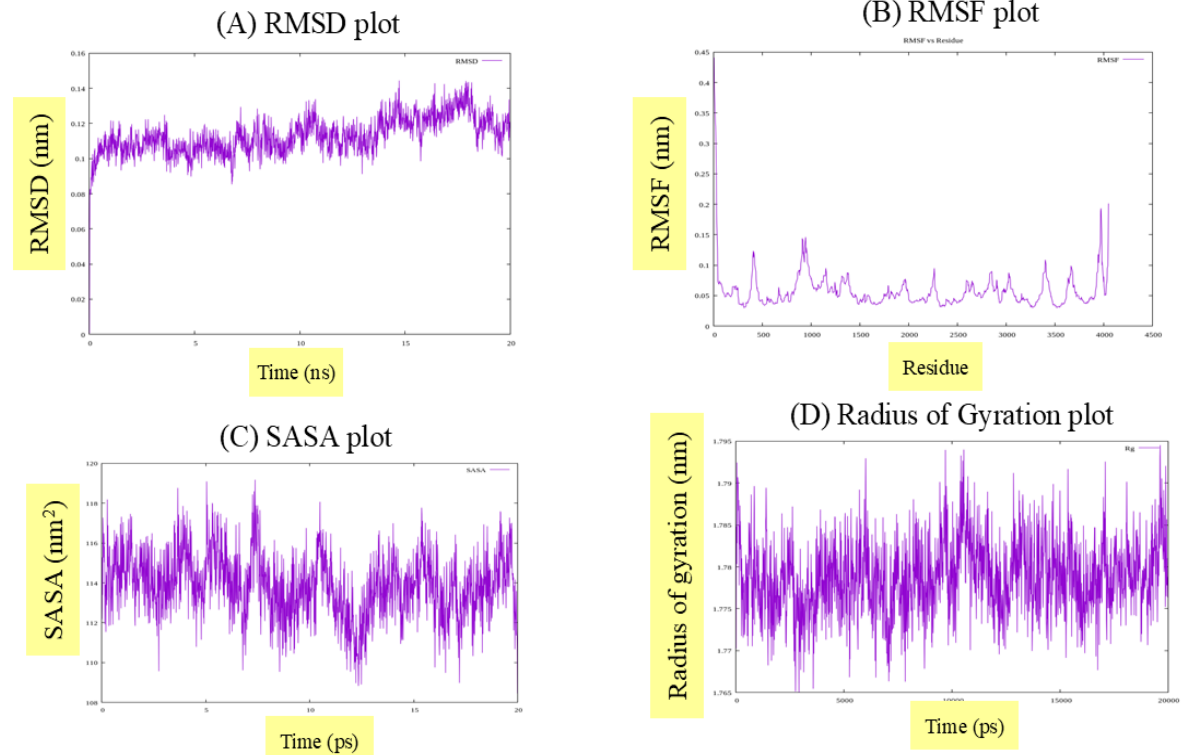 (A) RMSD plot
RMSD (nm)
RMSD
0.16
0.14
0.12
0.1
0.08
0.06
0.04
0.02
0
0 5 10 15 20
Time (ns)
(B) RMSF plot
RMSF vs Residue
RMSF (nm)
RMSF
0.45
0.4
0.35
0.3
0.25
0.2
0.15
0.1
0.05
0
0 500 1000 1500 2000 2500 3000 3500 4000 4500
Residue
(C) SASA plot
SASA (nm²)
SASA
120
118
116
114
112
110
108
0 5 10 15 20
Time (ps)
(D) Radius of Gyration plot
Radius of gyration (nm)
Rg
1.795
1.79
1.785
1.78
1.775
1.77
1.765
5000 10000 15000 20000
Time (ps)